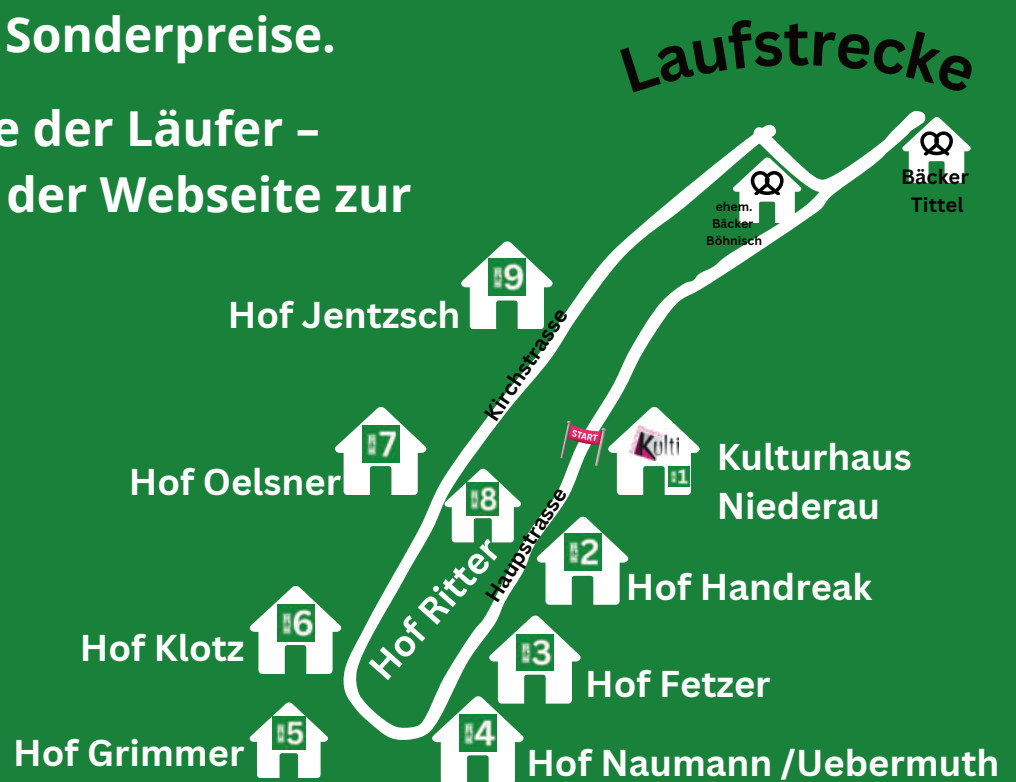 Sonderpreise.
e der Läufer –
der Webseite zur
Laufstrecke
Bäcker
Tittel
ehem.
Bäcker
Böhnisch
9
Hof Jentzsch
Kirchstrasse
START
7
Hof Oelsner
Kulti
1
Kulturhaus
Niederau
8
Hof Ritter
Haupstrasse
2
Hof Handreak
6
Hof Klotz
3
Hof Fetzer
5
Hof Grimmer
4
Hof Naumann /Uebermuth